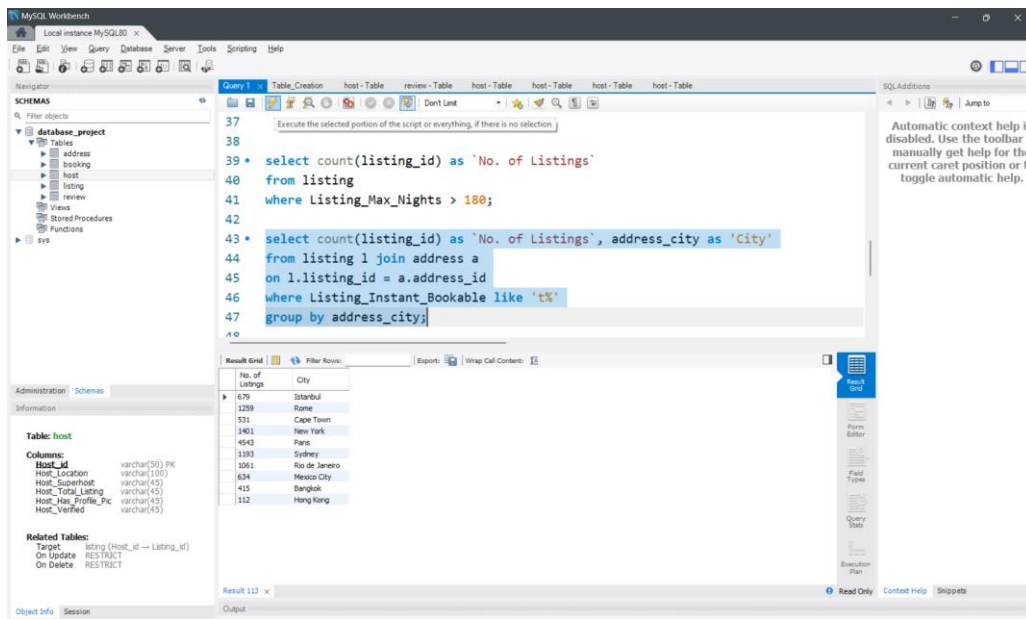 MySQL Workbench
Local instance MySQL80 ×
File Edit View Query Database Server Tools Scripting Help
Navigator
SCHEMAS
Filter objects
database_project
Tables
address
booking
host
listing
review
Views
Stored Procedures
Functions
sys
Administration Schemas
Information
Table: host
Columns:
Host_id varchar(50) PK
Host_Location varchar(100)
Host_Superhost varchar(45)
Host_Total_Listing varchar(45)
Host_Has_Profile_Pic varchar(45)
Host_Verified varchar(45)
Related Tables:
Target listing (Host_id → Listing_id)
On Update RESTRICT
On Delete RESTRICT
Object Info Session
Query 1 × Table_Creation host - Table review - Table host - Table host - Table host - Table host - Table
Don't Limit
Execute the selected portion of the script or everything, if there is no selection
37
38
39 select count(listing_id) as `No. of Listings`
40 from listing
41 where Listing_Max_Nights > 180;
42
43 select count(listing_id) as `No. of Listings`, address_city as 'City'
44 from listing l join address a
45 on l.listing_id = a.address_id
46 where Listing_Instant_Bookable like 't%'
47 group by address_city;
48
Result Grid Filter Rows: Export: Wrap Cell Content:
No. of Listings City
679 Istanbul
1259 Rome
531 Cape Town
1401 New York
4543 Paris
1193 Sydney
1061 Rio de Janeiro
634 Mexico City
415 Bangkok
112 Hong Kong
Result Grid
Form Editor
Field Types
Query Stats
Execution Plan
Result 113 ×
Read Only
Output
SQLAdditions
Jump to
Automatic context help i
disabled. Use the toolbar
manually get help for the
current caret position or t
toggle automatic help.
Context Help Snippets